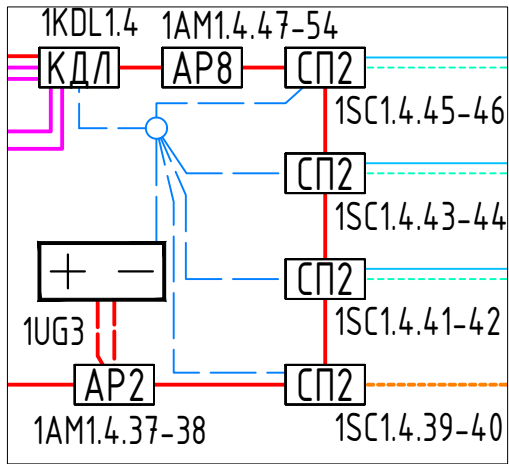 1KDL1.4 1AM1.4.47-54
КДЛ АР8 СП2
1SC1.4.45-46
СП2
1SC1.4.43-44
+ −
СП2
1UG3 1SC1.4.41-42
АР2 СП2
1AM1.4.37-38 1SC1.4.39-40